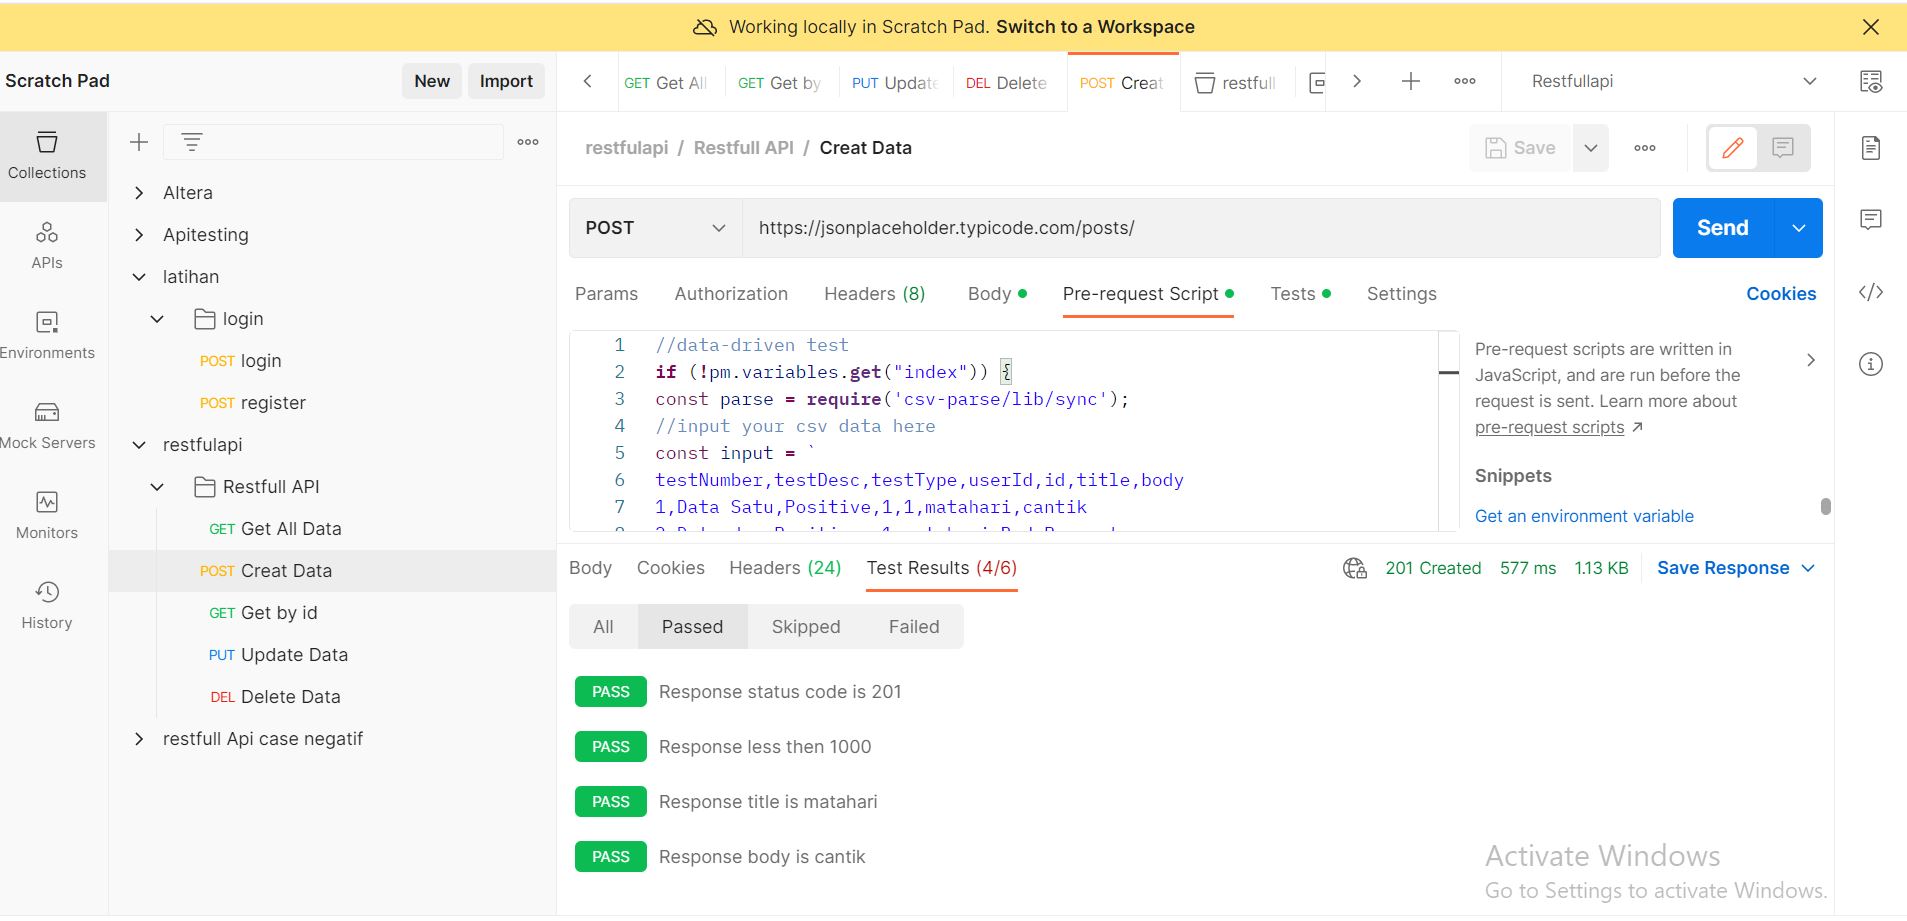 Working locally in Scratch Pad. Switch to a Workspace
Scratch Pad
New
Import
GET Get All
GET Get by
PUT Update
DEL Delete
POST Creat
restfull
Restfullapi
Collections
APIs
Environments
Mock Servers
Monitors
History
Altera
Apitesting
latihan
login
POST login
POST register
restfulapi
Restfull API
GET Get All Data
POST Creat Data
GET Get by id
PUT Update Data
DEL Delete Data
restfull Api case negatif
restfulapi / Restfull API / Creat Data
Save
POST
https://jsonplaceholder.typicode.com/posts/
Send
Params
Authorization
Headers (8)
Body
Pre-request Script
Tests
Settings
Cookies
1 //data-driven test
2 if (!pm.variables.get("index")) {
3 const parse = require('csv-parse/lib/sync');
4 //input your csv data here
5 const input = `
6 testNumber,testDesc,testType,userId,id,title,body
7 1,Data Satu,Positive,1,1,matahari,cantik
Pre-request scripts are written in
JavaScript, and are run before the
request is sent. Learn more about
pre-request scripts
Snippets
Get an environment variable
Body
Cookies
Headers (24)
Test Results (4/6)
201 Created
577 ms
1.13 KB
Save Response
All
Passed
Skipped
Failed
PASS Response status code is 201
PASS Response less then 1000
PASS Response title is matahari
PASS Response body is cantik
Activate Windows
Go to Settings to activate Windows.